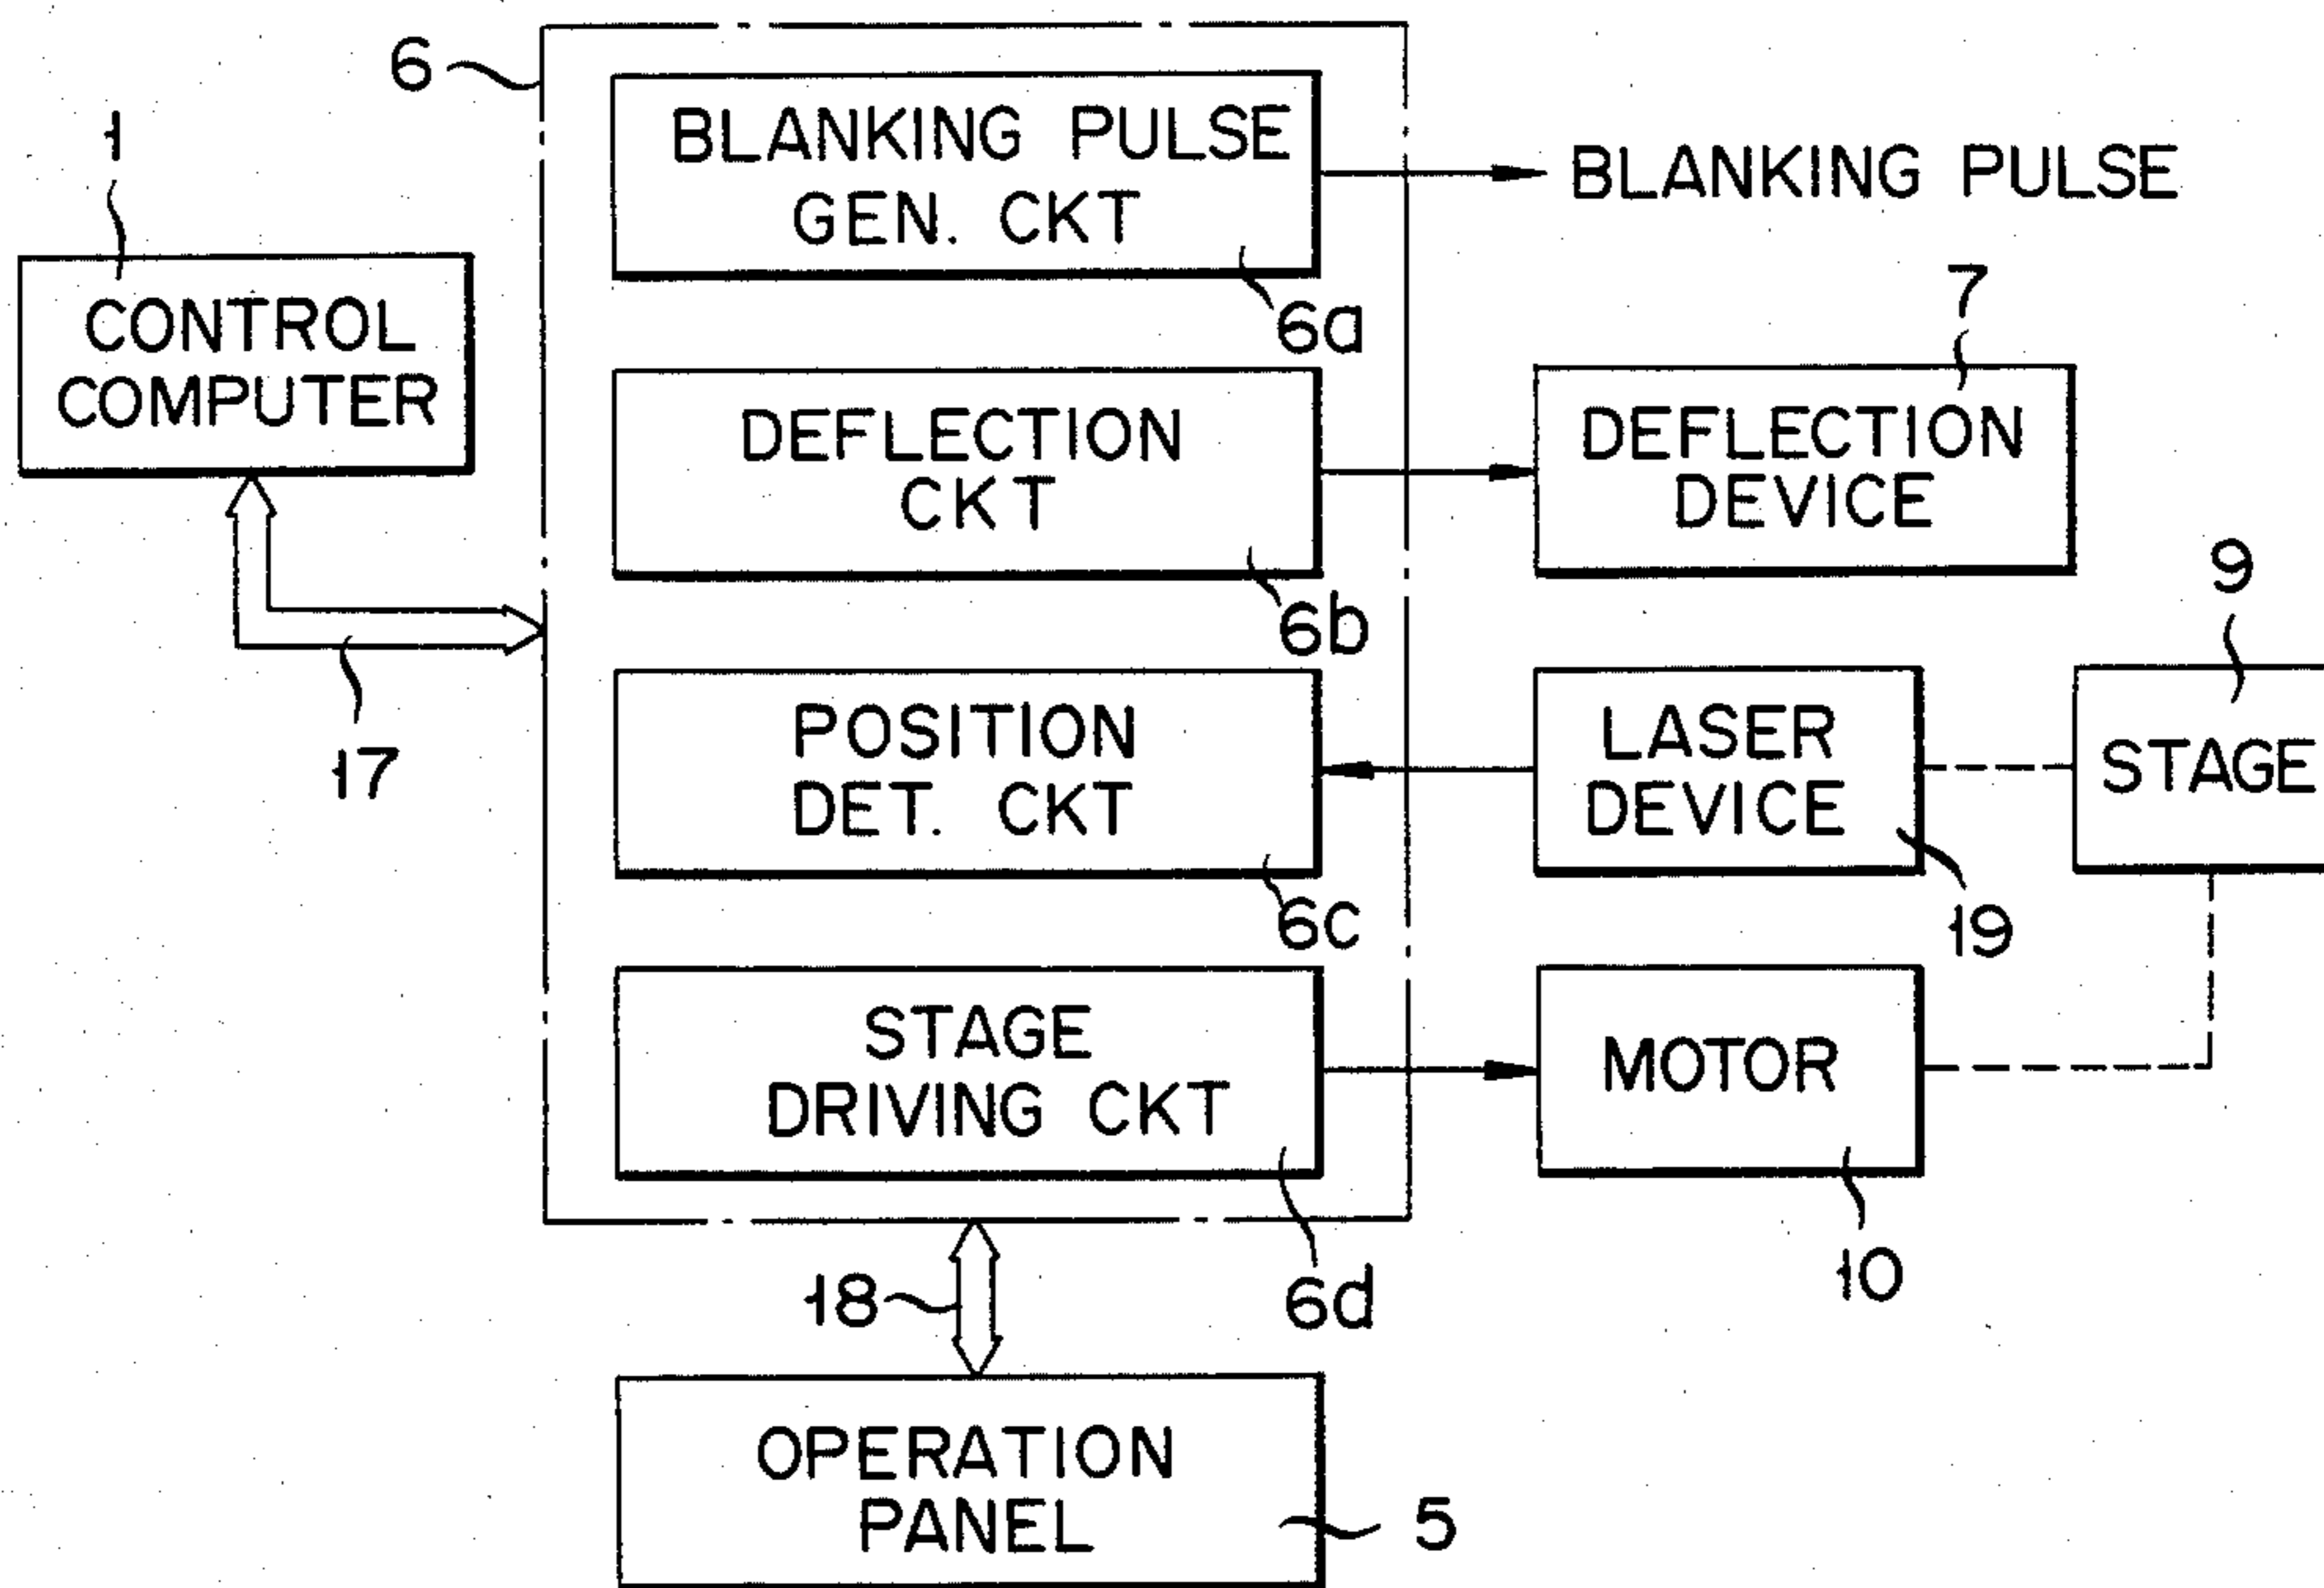 6
BLANKING PULSE
GEN. CKT
6a
BLANKING PULSE
1
CONTROL
COMPUTER
DEFLECTION
CKT
6b
7
DEFLECTION
DEVICE
17
POSITION
DET. CKT
6c
LASER
DEVICE
19
9
STAGE
STAGE
DRIVING CKT
6d
MOTOR
10
18
OPERATION
PANEL
5